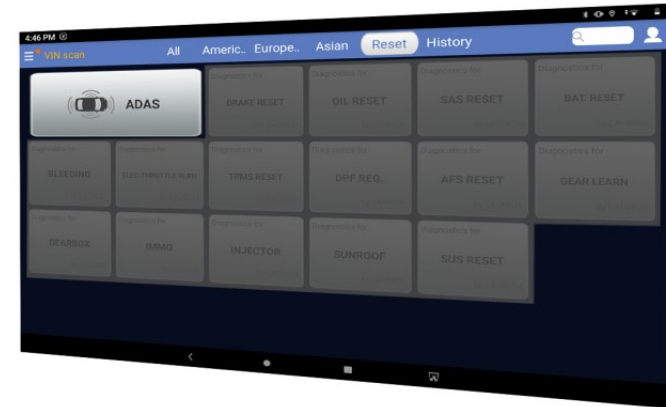 4:46 PM
VIN scan
All
Americ..
Europe..
Asian
Reset
History
ADAS
Diagnostics for
BRAKE RESET
Diagnostics for
OIL RESET
Diagnostics for
SAS RESET
Diagnostics for
BAT. RESET
Diagnostics for
BLEEDING
Diagnostics for
Diagnostics for
TPMS RESET
Diagnostics for
DPF REG.
Diagnostics for
AFS RESET
Diagnostics for
GEAR LEARN
Diagnostics for
GEARBOX
Diagnostics for
IMMO
Diagnostics for
INJECTOR
Diagnostics for
SUNROOF
Diagnostics for
SUS RESET